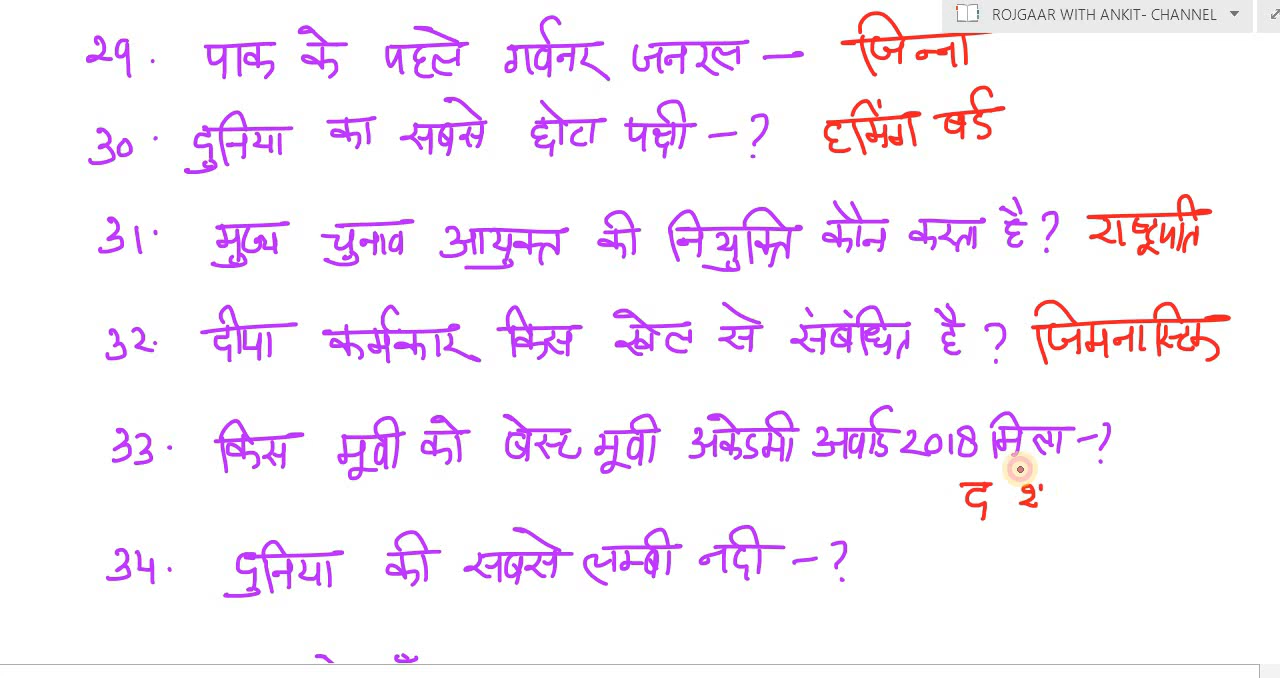 ROJGAAR WITH ANKIT- CHANNEL
29. पाक के पहले गर्वनर जनरल – जिन्ना
30. दुनिया का सबसे छोटा पक्षी -? हमिंग बर्ड
31. मुख्य चुनाव आयुक्त की नियुक्ति कौन करता है? राष्ट्रपति
32. दीपा कर्मकार किस खेल से संबंधित है? जिमनास्टिक
33. किस मूवी को बेस्ट मूवी अकेडमी अवार्ड 2018 मिला -?
द
34. दुनिया की सबसे लम्बी नदी -?